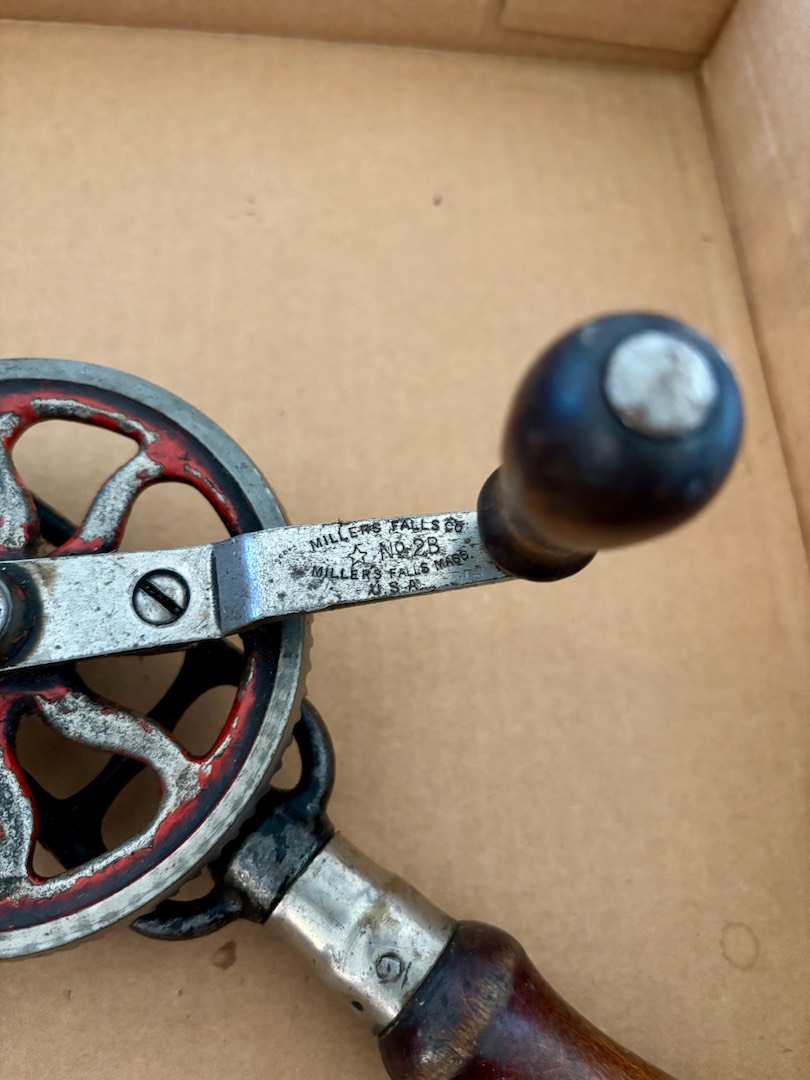 MILLERS FALLS CO
☆ No 2B
MILLERS FALLS MASS.
U.S.A.